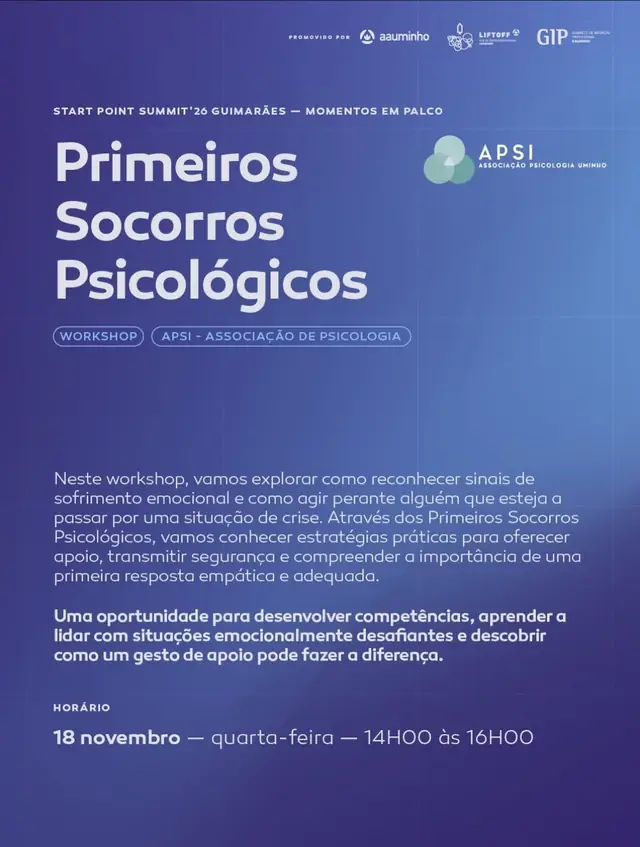 PROMOVIDO POR
aauminho
LIFTOFF
GIP
START POINT SUMMIT'26 GUIMARÃES — MOMENTOS EM PALCO
APSI
ASSOCIAÇÃO PSICOLOGIA UMINHO
Primeiros
Socorros
Psicológicos
WORKSHOP
APSI - ASSOCIAÇÃO DE PSICOLOGIA
Neste workshop, vamos explorar como reconhecer sinais de
sofrimento emocional e como agir perante alguém que esteja a
passar por uma situação de crise. Através dos Primeiros Socorros
Psicológicos, vamos conhecer estratégias práticas para oferecer
apoio, transmitir segurança e compreender a importância de uma
primeira resposta empática e adequada.
Uma oportunidade para desenvolver competências, aprender a
lidar com situações emocionalmente desafiantes e descobrir
como um gesto de apoio pode fazer a diferença.
HORÁRIO
18 novembro — quarta-feira — 14H00 às 16H00